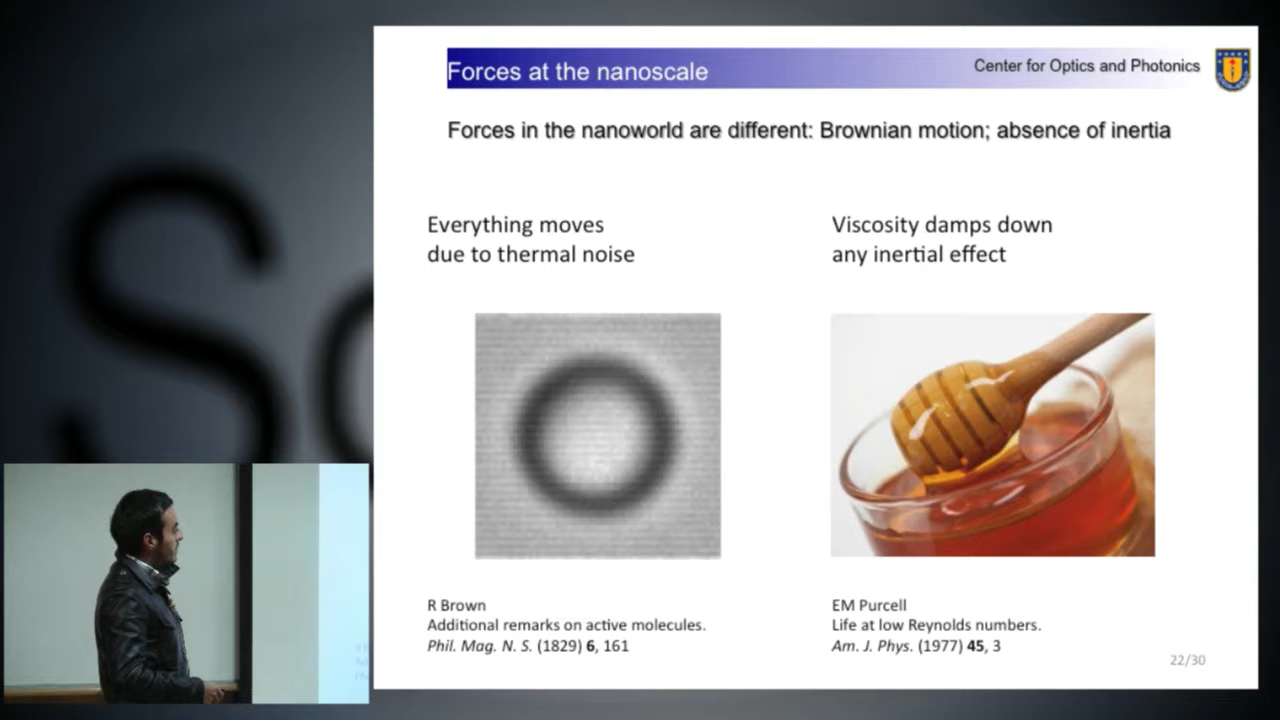 Forces at the nanoscale
Center for Optics and Photonics
Forces in the nanoworld are different: Brownian motion; absence of inertia
Everything moves
due to thermal noise
Viscosity damps down
any inertial effect
R Brown
Additional remarks on active molecules.
Phil. Mag. N. S. (1829) 6, 161
EM Purcell
Life at low Reynolds numbers.
Am. J. Phys. (1977) 45, 3
22/30